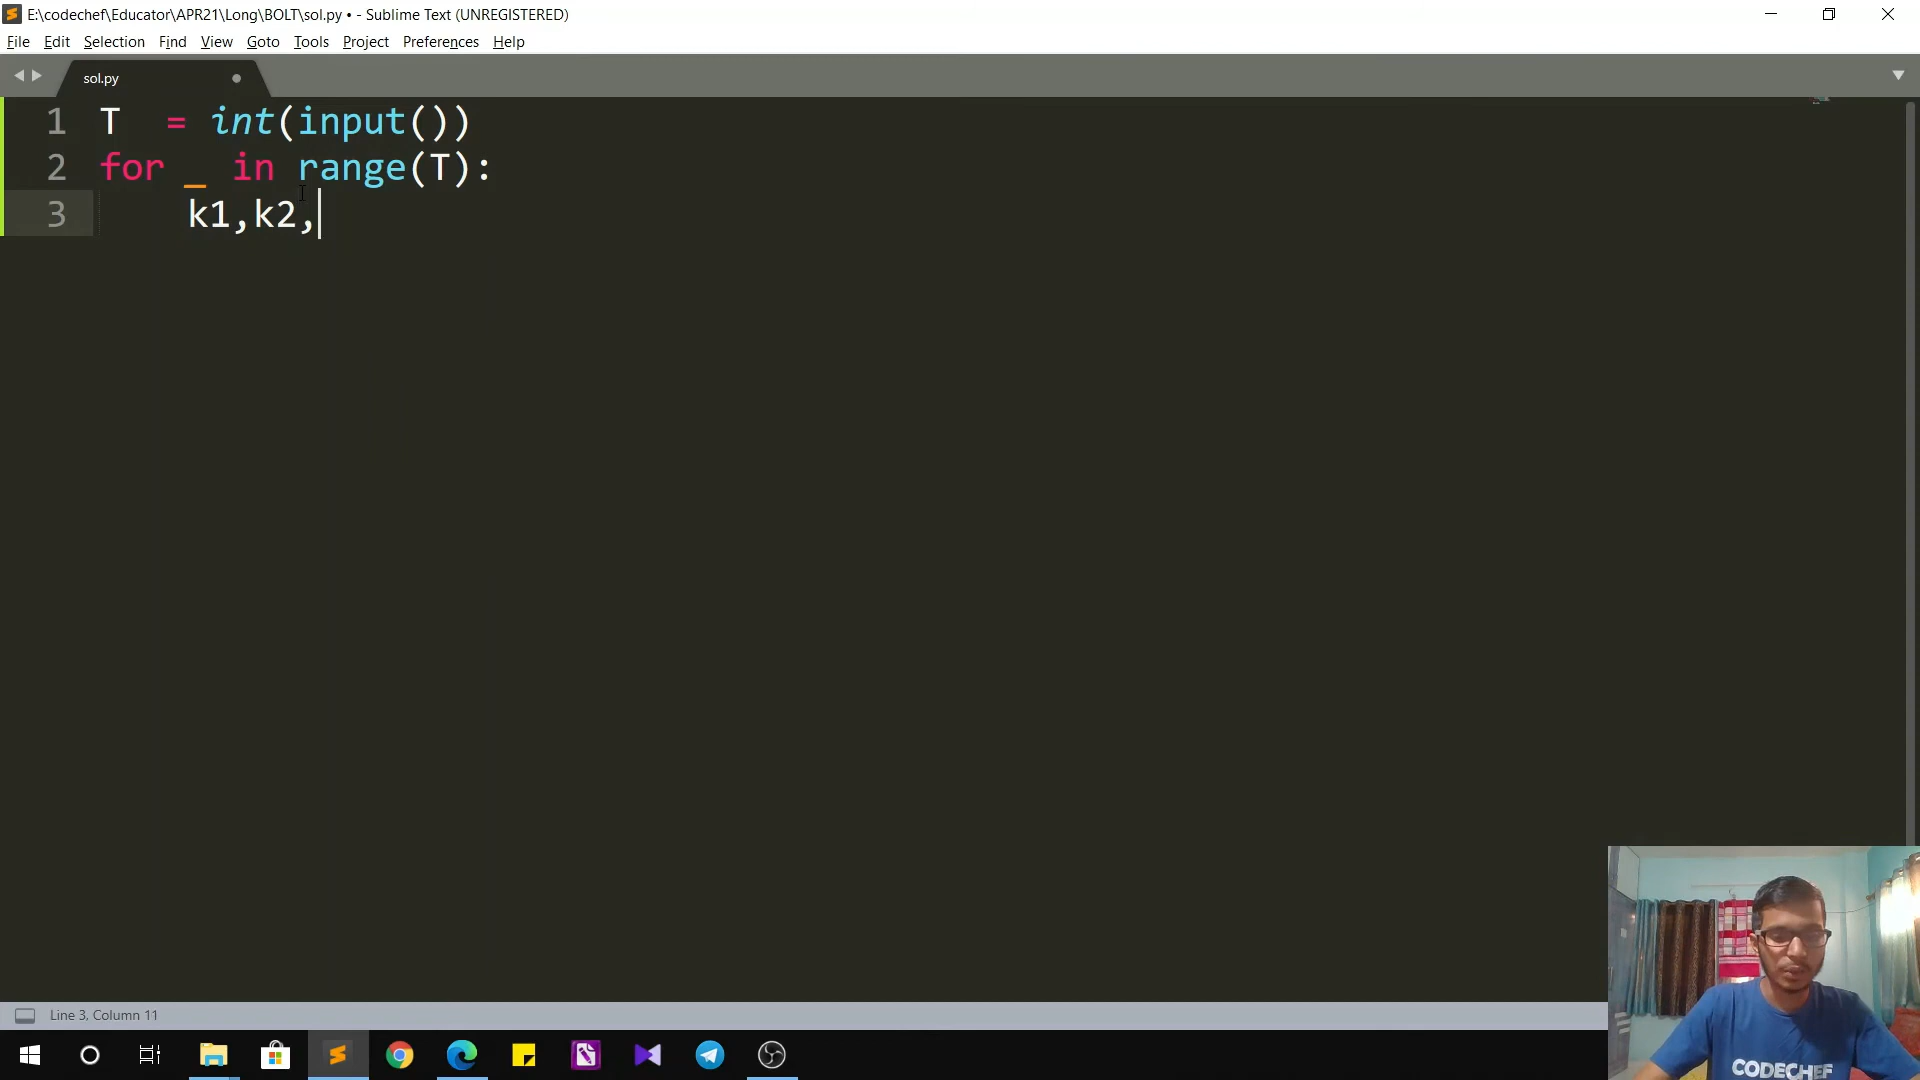 E:\codechef\Educator\APR21\Long\BOLT\sol.py • - Sublime Text (UNREGISTERED)
File Edit Selection Find View Goto Tools Project Preferences Help
sol.py
1 T  = int(input())
2 for _ in range(T):
3     k1,k2,
Line 3, Column 11
CODECHEF